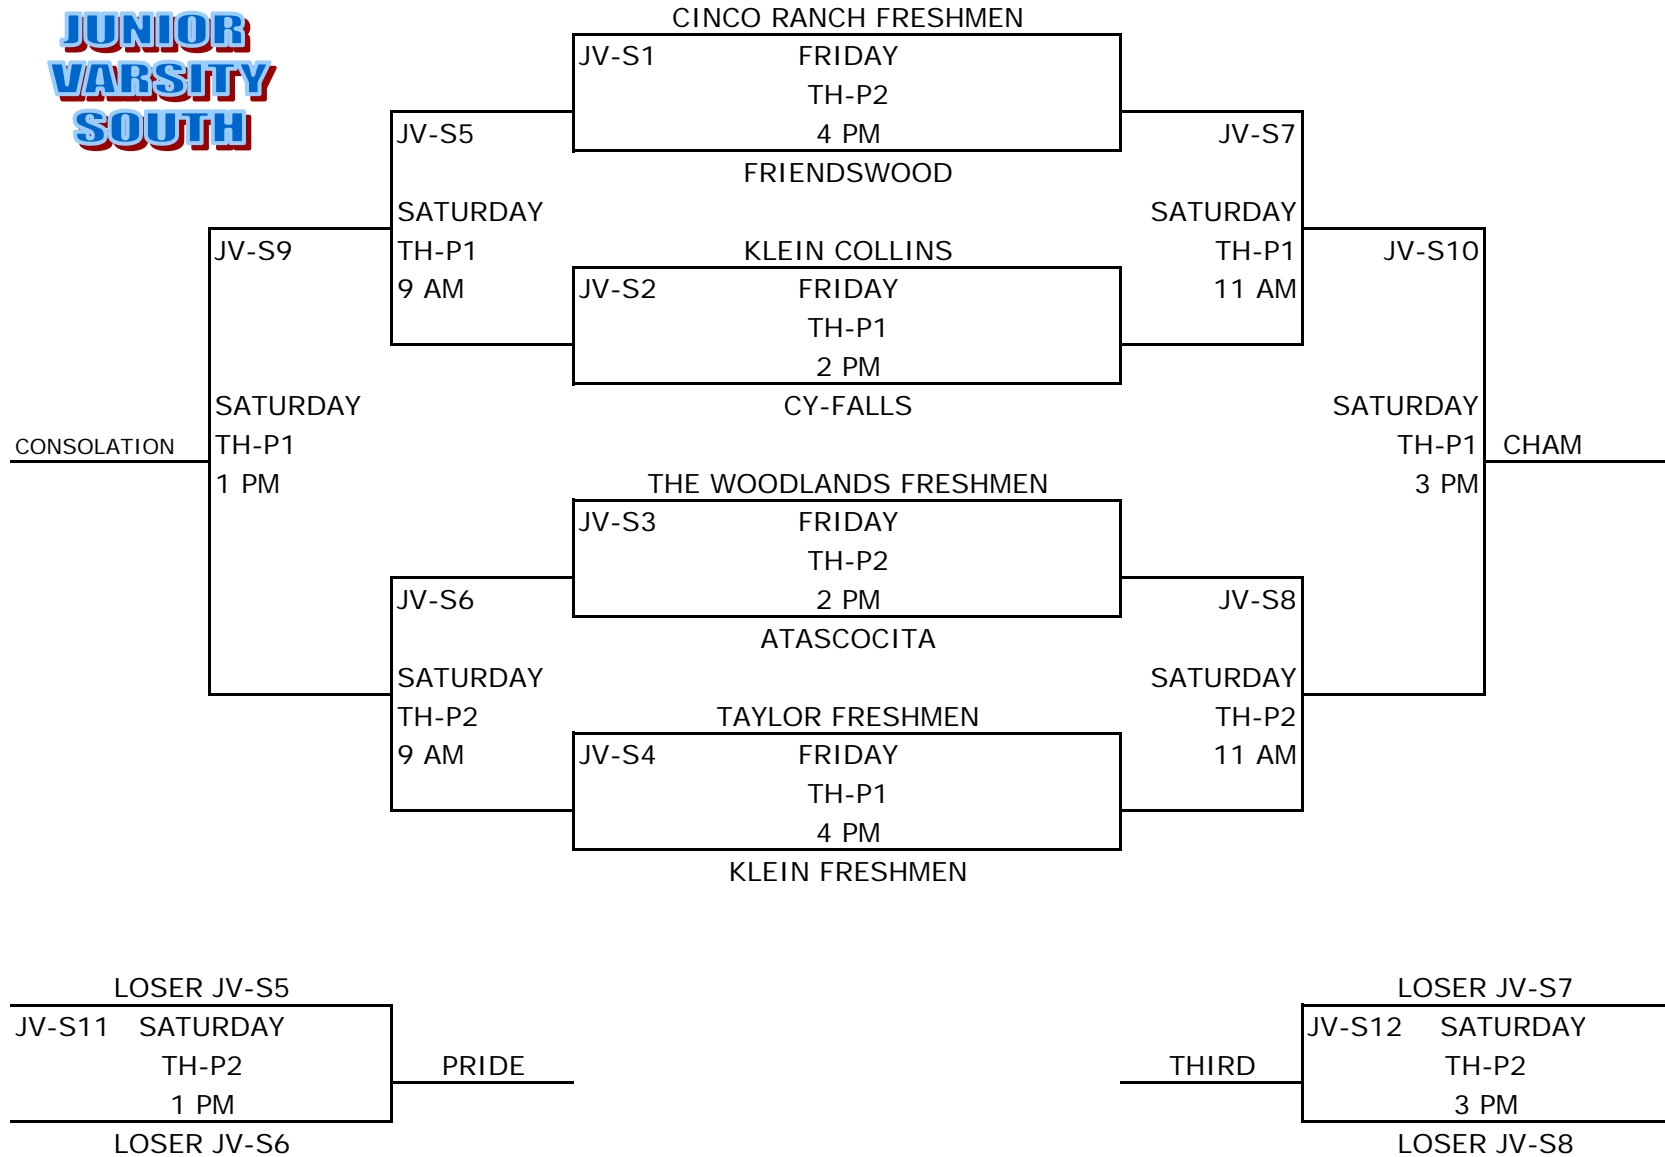 JUNIOR
VARSITY
SOUTH
CINCO RANCH FRESHMEN
JV-S1 FRIDAY
TH-P2
4 PM
FRIENDSWOOD
JV-S5
SATURDAY
TH-P1
9 AM
JV-S7
SATURDAY
TH-P1
11 AM
KLEIN COLLINS
JV-S2 FRIDAY
TH-P1
2 PM
CY-FALLS
JV-S9
SATURDAY
TH-P1
1 PM
CONSOLATION
JV-S10
SATURDAY
TH-P1
3 PM
CHAM
THE WOODLANDS FRESHMEN
JV-S3 FRIDAY
TH-P2
2 PM
ATASCOCITA
JV-S6
SATURDAY
TH-P2
9 AM
JV-S8
SATURDAY
TH-P2
11 AM
TAYLOR FRESHMEN
JV-S4 FRIDAY
TH-P1
4 PM
KLEIN FRESHMEN
LOSER JV-S5
JV-S11 SATURDAY
TH-P2
1 PM
LOSER JV-S6
PRIDE
THIRD
LOSER JV-S7
JV-S12 SATURDAY
TH-P2
3 PM
LOSER JV-S8